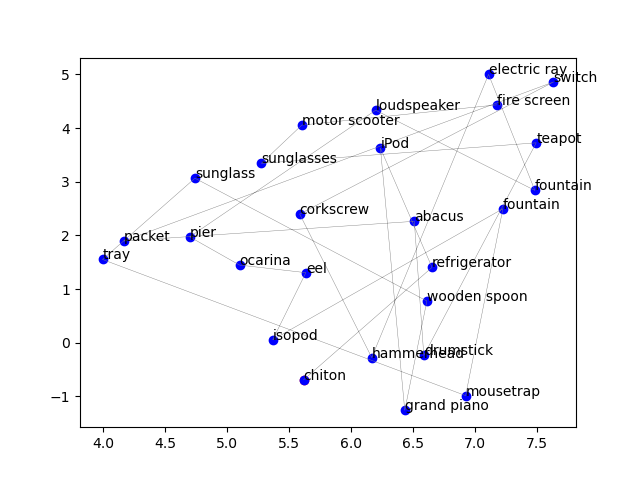 electric ray
switch
fire screen
loudspeaker
motor scooter
teapot
iPod
sunglasses
sunglass
fountain
fountain
corkscrew
abacus
pier
packet
tray
ocarina
eel
refrigerator
wooden spoon
isopod
hammerhead
drumstick
chiton
mousetrap
grand piano
5
4
3
2
1
0
−1
4.0 4.5 5.0 5.5 6.0 6.5 7.0 7.5